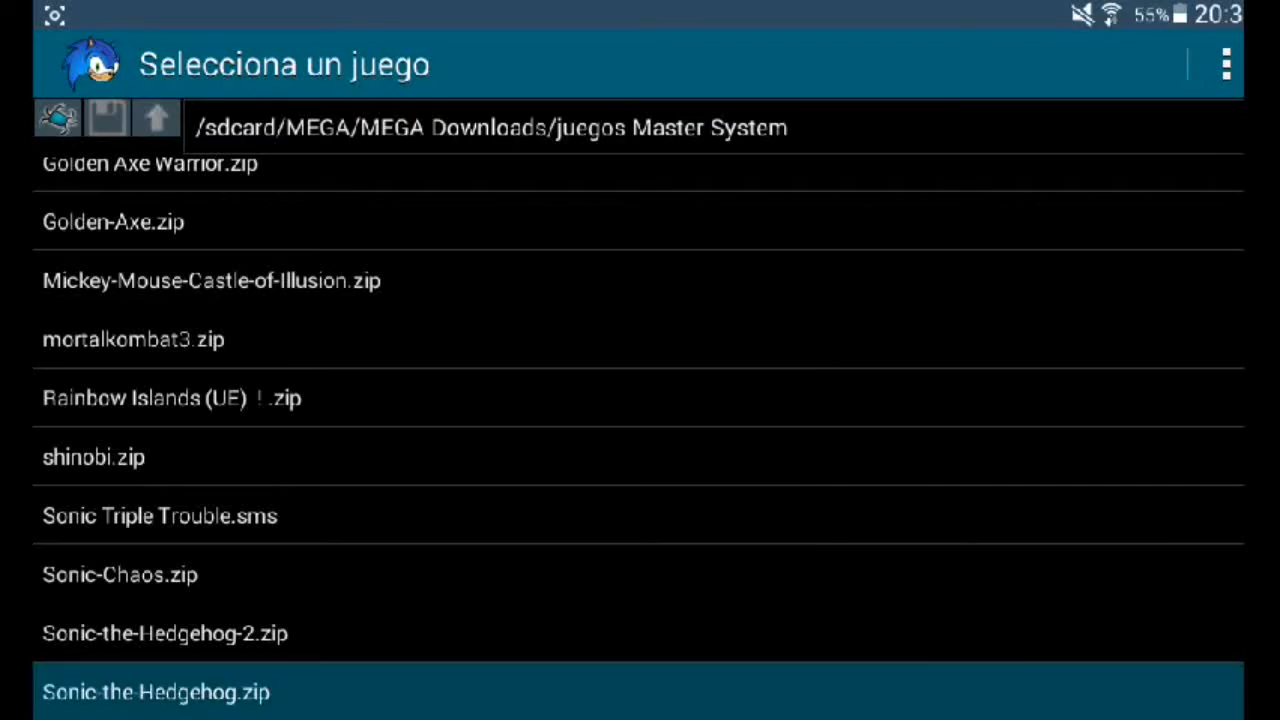 55% 20:3
Selecciona un juego
/sdcard/MEGA/MEGA Downloads/juegos Master System
Golden Axe Warrior.zip
Golden-Axe.zip
Mickey-Mouse-Castle-of-Illusion.zip
mortalkombat3.zip
Rainbow Islands (UE) ! .zip
shinobi.zip
Sonic Triple Trouble.sms
Sonic-Chaos.zip
Sonic-the-Hedgehog-2.zip
Sonic-the-Hedgehog.zip